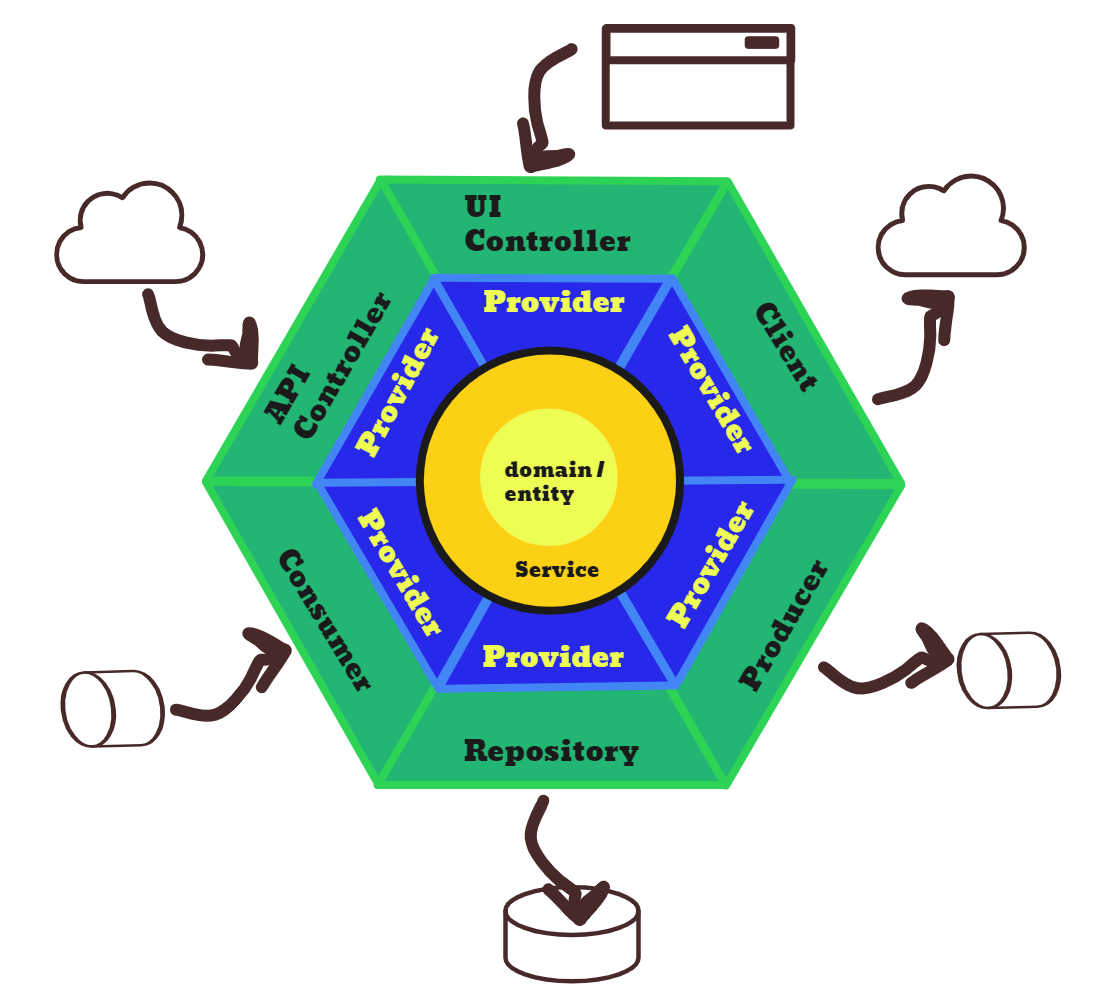 UI
Controller
Provider
API
Controller
Provider
Provider
Client
domain /
entity
Service
Consumer
Provider
Provider
Producer
Provider
Repository